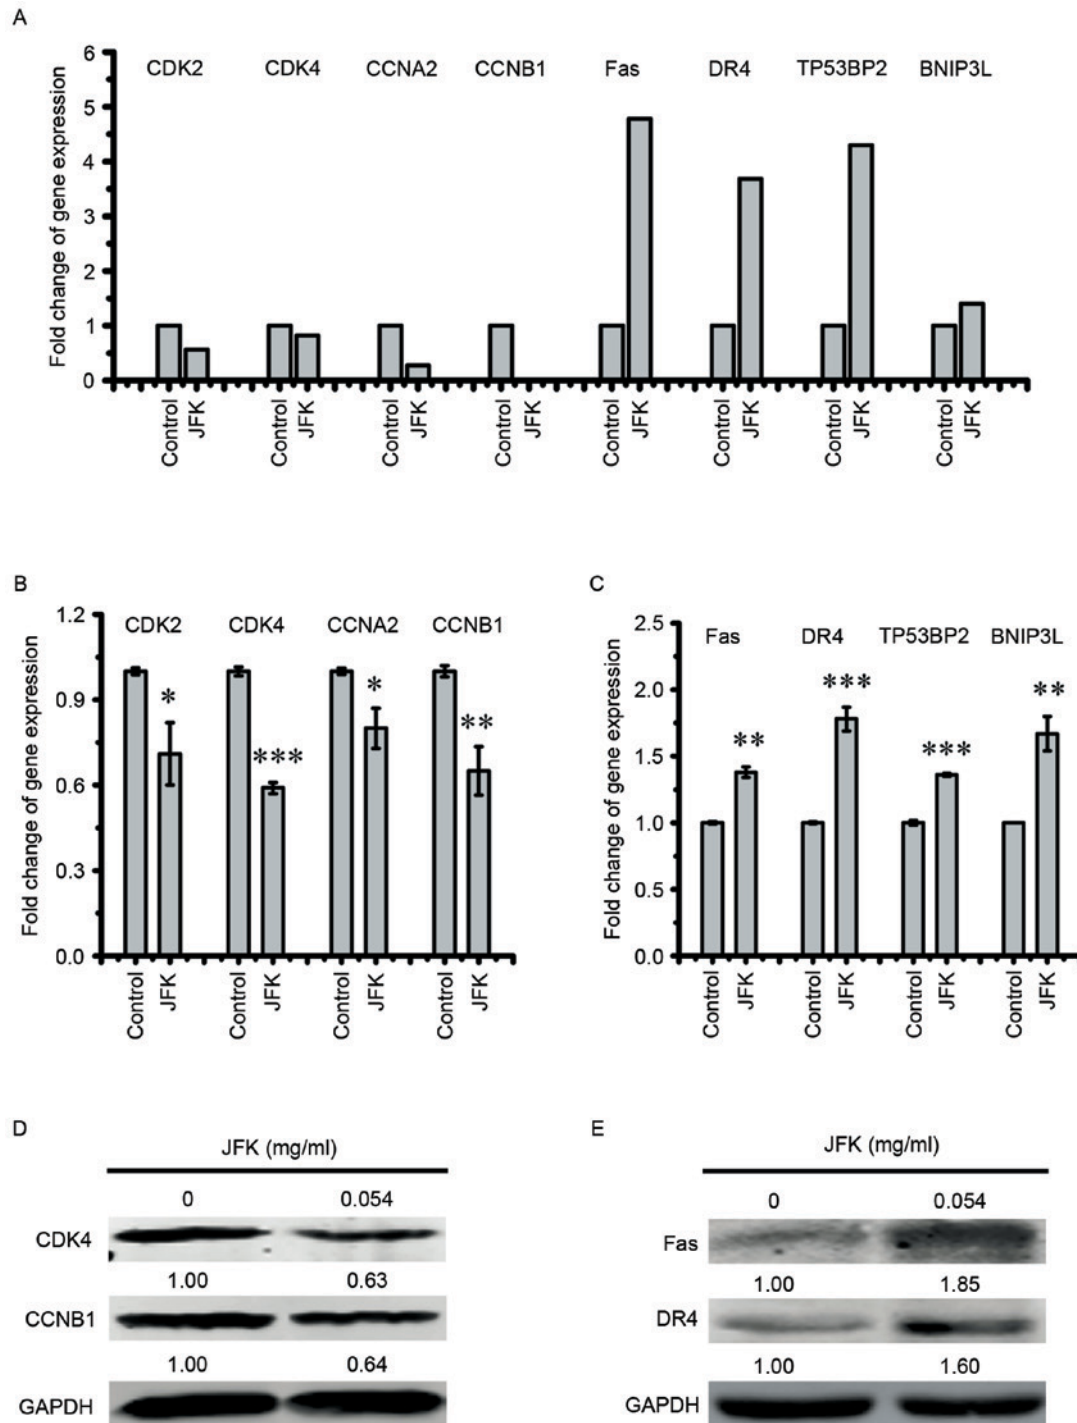 A
Fold change of gene expression
6
5
4
3
2
1
0
CDK2 CDK4 CCNA2 CCNB1 Fas DR4 TP53BP2 BNIP3L
Control JFK Control JFK Control JFK Control JFK Control JFK Control JFK Control JFK Control JFK
B
Fold change of gene expression
1.2
0.9
0.6
0.3
0.0
CDK2 CDK4 CCNA2 CCNB1
* *** * **
Control JFK Control JFK Control JFK Control JFK
C
Fold change of gene expression
2.5
2.0
1.5
1.0
0.5
0.0
Fas DR4 TP53BP2 BNIP3L
** *** *** **
Control JFK Control JFK Control JFK Control JFK
D
JFK (mg/ml)
0 0.054
CDK4
1.00 0.63
CCNB1
1.00 0.64
GAPDH
E
JFK (mg/ml)
0 0.054
Fas
1.00 1.85
DR4
1.00 1.60
GAPDH